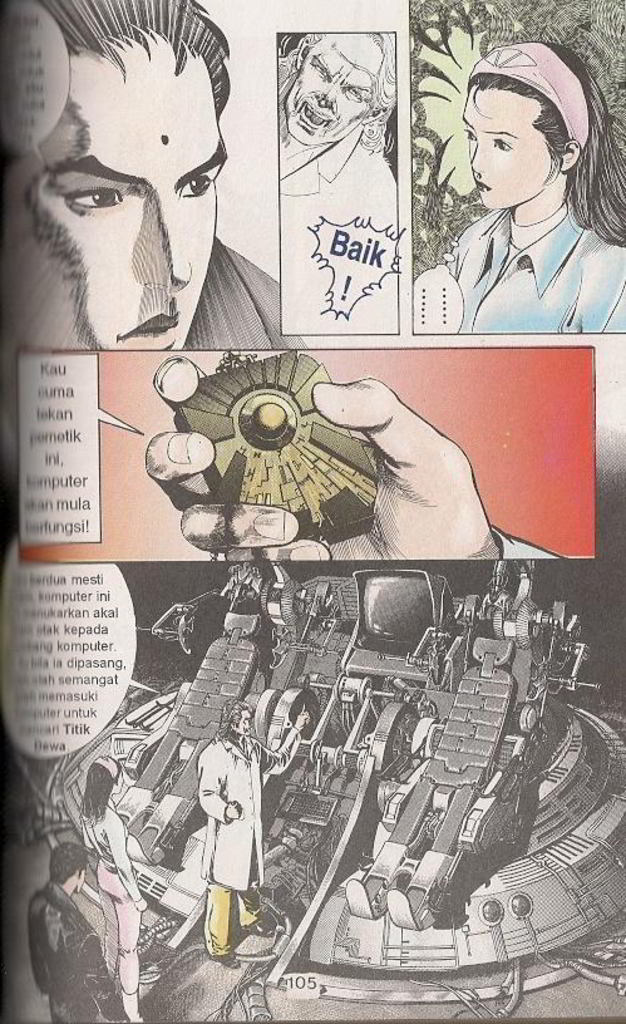 Baik
!
Kau
cuma
tekan
pemetik
ini,
komputer
akan mula
berfungsi!
berdua mesti
komputer ini
menukarkan akal
otak kepada
komputer.
bila ia dipasang,
semangat
memasuki
komputer untuk
Titik
Dewa
105